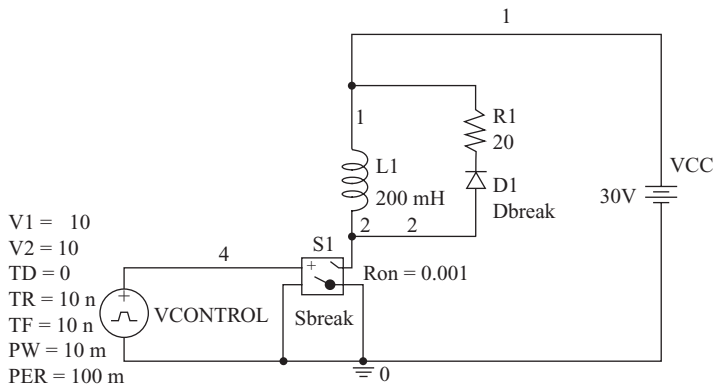 1
1
R1
20
L1
200 mH
D1
Dbreak
VCC
30V
2
2
S1
4
+
Ron = 0.001
Sbreak
+
VCONTROL
V1 = 10
V2 = 10
TD = 0
TR = 10 n
TF = 10 n
PW = 10 m
PER = 100 m
0